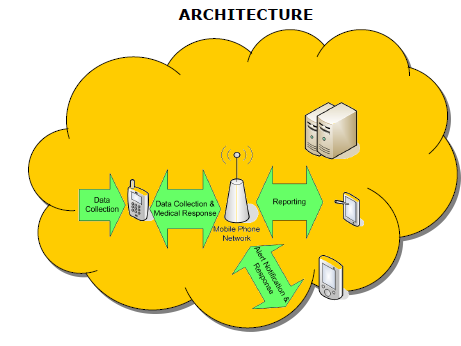 ARCHITECTURE
Data
Collection
Data Collection &
Medical Response
Reporting
Mobile Phone
Network
Alert Notification &
Response